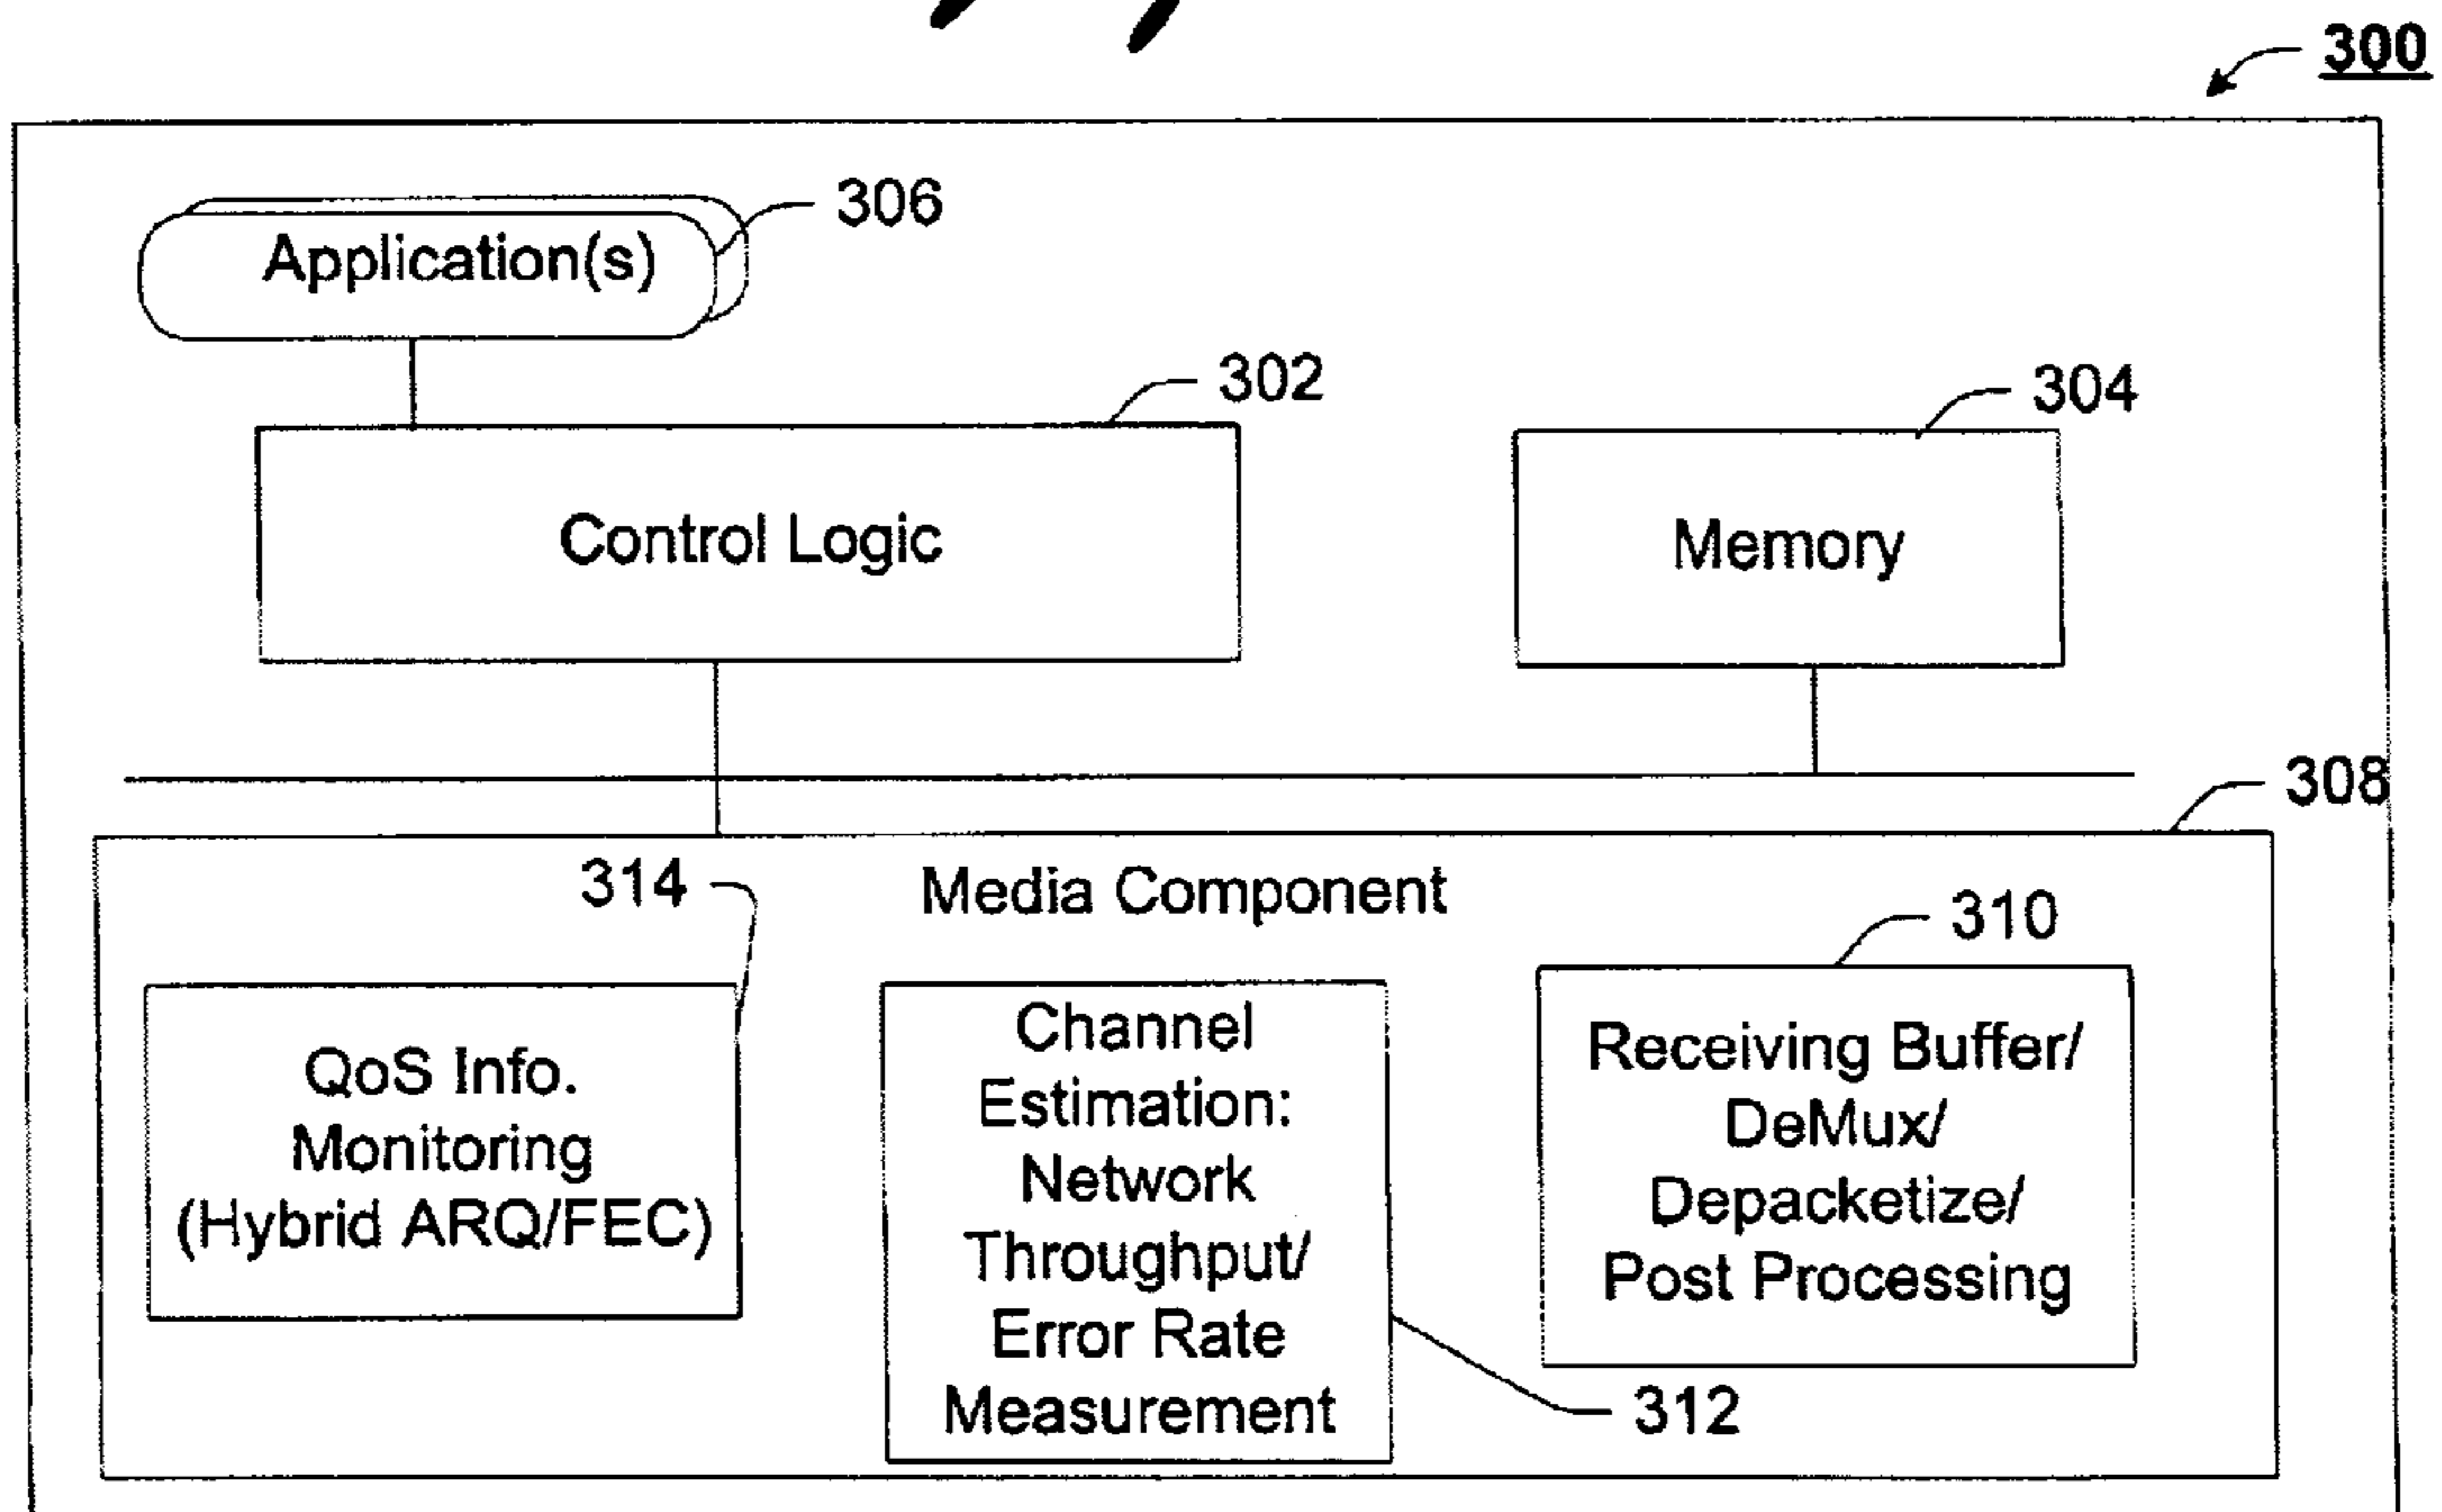 300
306
Application(s)
302
304
Control Logic
Memory
308
314
Media Component
310
QoS Info.
Monitoring
(Hybrid ARQ/FEC)
Channel
Estimation:
Network
Throughput/
Error Rate
Measurement
Receiving Buffer/
DeMux/
Depacketize/
Post Processing
312